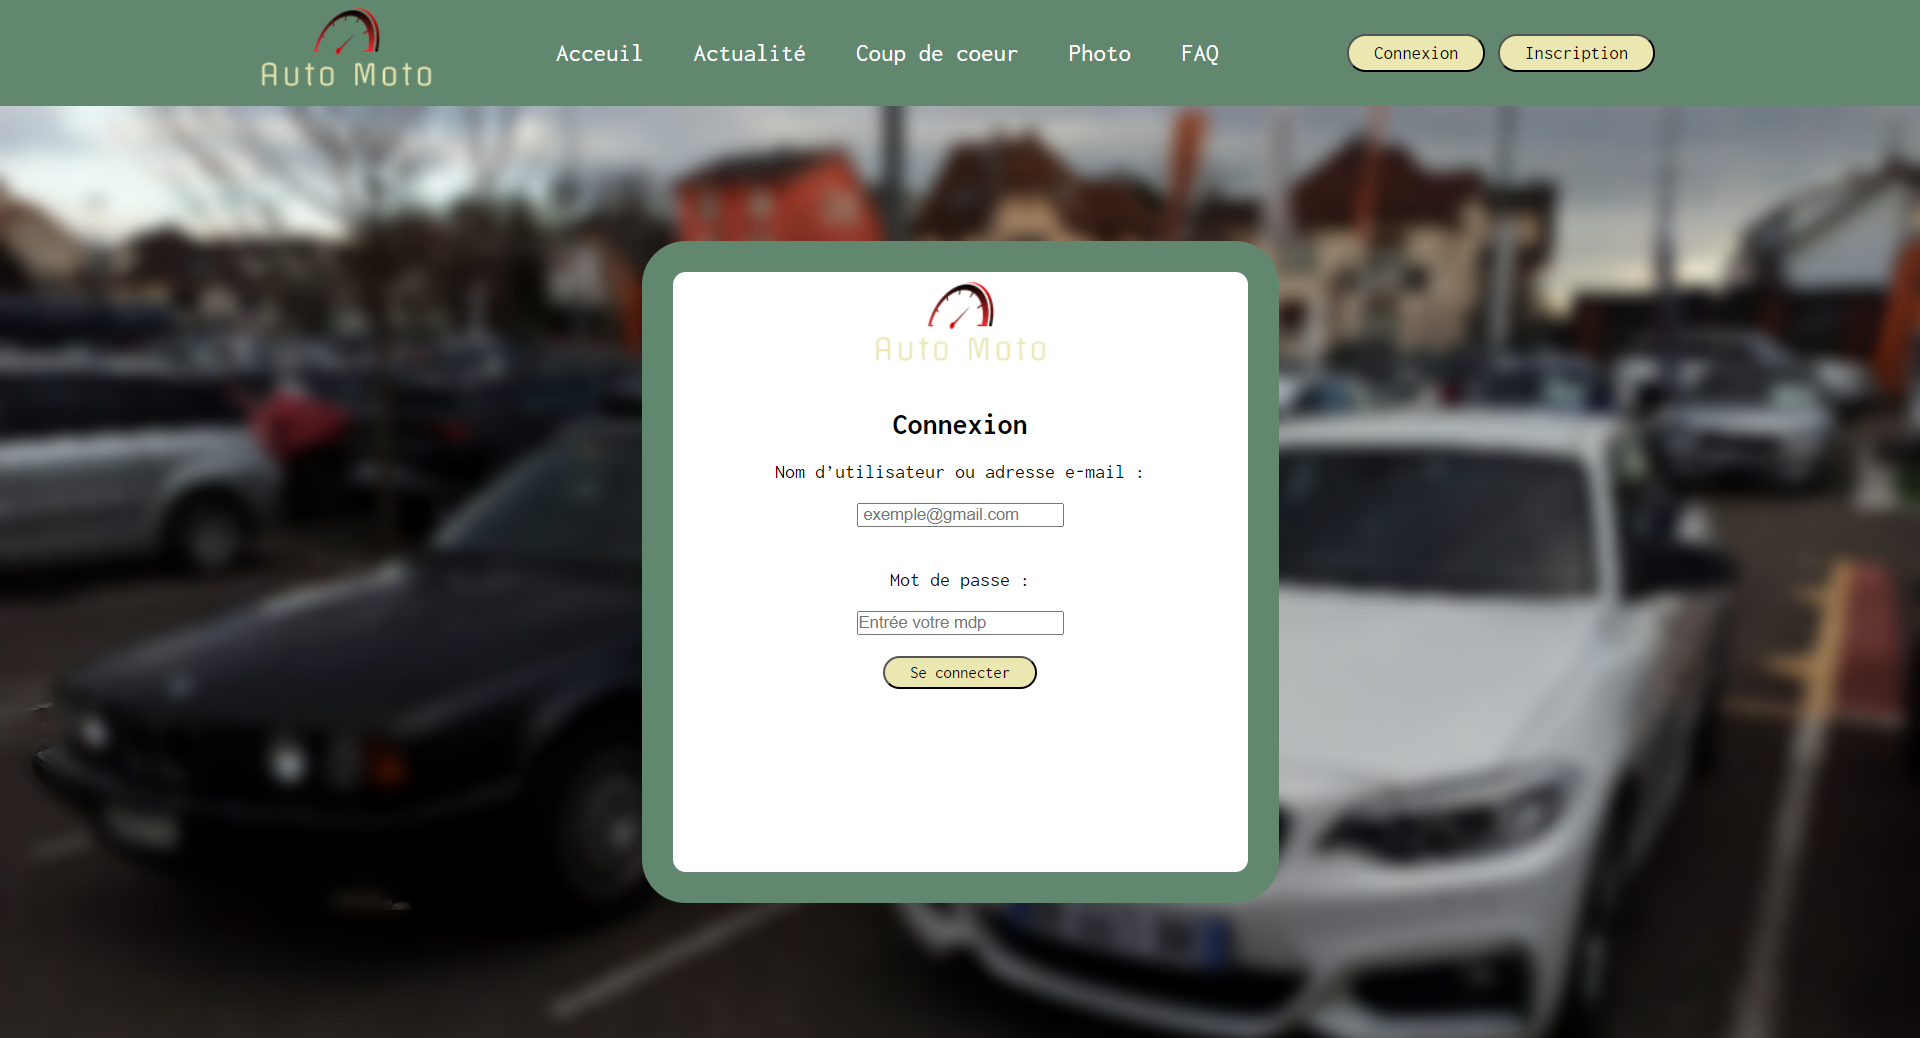 Auto Moto
Acceuil
Actualité
Coup de coeur
Photo
FAQ
Connexion
Inscription
Auto Moto
Connexion
Nom d’utilisateur ou adresse e-mail :
exemple@gmail.com
Mot de passe :
Entrée votre mdp
Se connecter